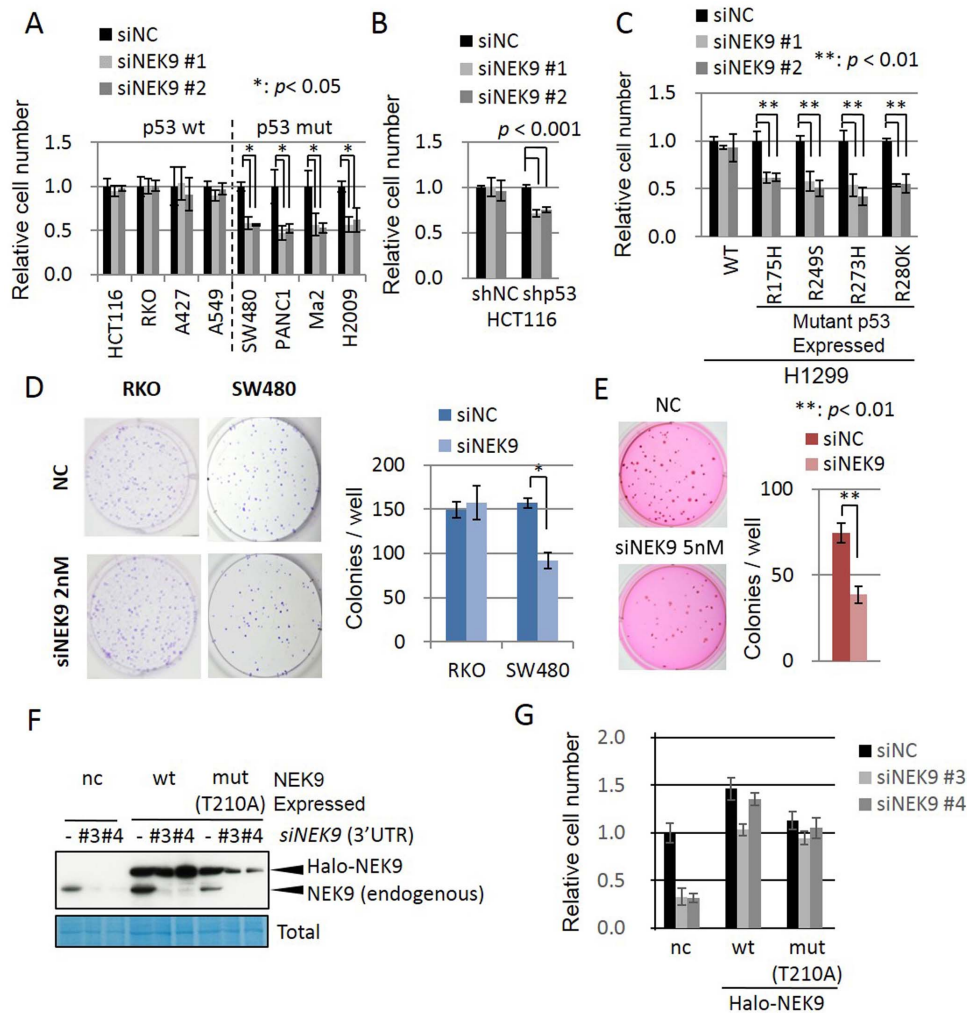 A
siNC
siNEK9 #1
siNEK9 #2
*: p< 0.05
p53 wt
p53 mut
Relative cell number
1.5
1.0
0.5
0.0
* * * *
HCT116
RKO
A427
A549
SW480
PANC1
Ma2
H2009
B
siNC
siNEK9 #1
siNEK9 #2
p < 0.001
Relative cell number
1.5
1.0
0.5
0.0
shNC shp53
HCT116
C
siNC
siNEK9 #1
siNEK9 #2
**: p < 0.01
Relative cell number
1.5
1.0
0.5
0.0
** ** ** **
WT
R175H
R249S
R273H
R280K
Mutant p53
Expressed
H1299
D
RKO
SW480
NC
siNEK9 2nM
siNC
siNEK9
Colonies / well
200
150
100
50
0
*
RKO SW480
E
NC
siNEK9 5nM
**: p< 0.01
siNC
siNEK9
Colonies / well
100
50
0
**
F
nc wt mut
(T210A)
NEK9
Expressed
- #3#4 - #3#4 - #3#4 siNEK9 (3'UTR)
Halo-NEK9
NEK9 (endogenous)
Total
G
Relative cell number
2.0
1.5
1.0
0.5
0.0
siNC
siNEK9 #3
siNEK9 #4
nc wt mut
(T210A)
Halo-NEK9